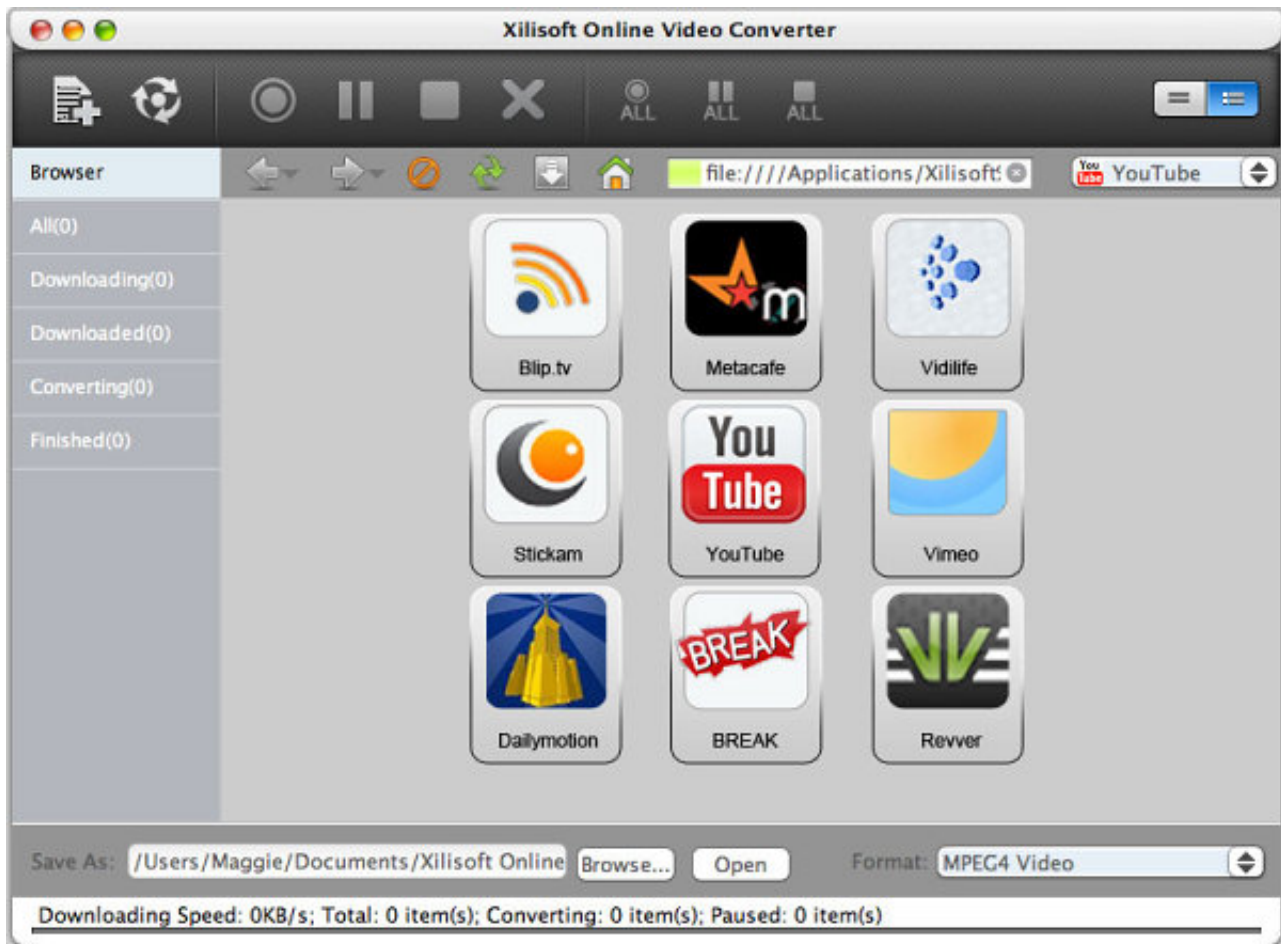 Xilisoft Online Video Converter
ALL ALL ALL
Browser
file:////Applications/Xilisoft
You Tube YouTube
All(0)
Downloading(0)
Downloaded(0)
Converting(0)
Finished(0)
Blip.tv
m
Metacafe
Vidilife
Stickam
You
Tube
YouTube
Vimeo
Dailymotion
BREAK
BREAK
Revver
Save As: /Users/Maggie/Documents/Xilisoft Online Browse... Open Format: MPEG4 Video
Downloading Speed: 0KB/s; Total: 0 item(s); Converting: 0 item(s); Paused: 0 item(s)